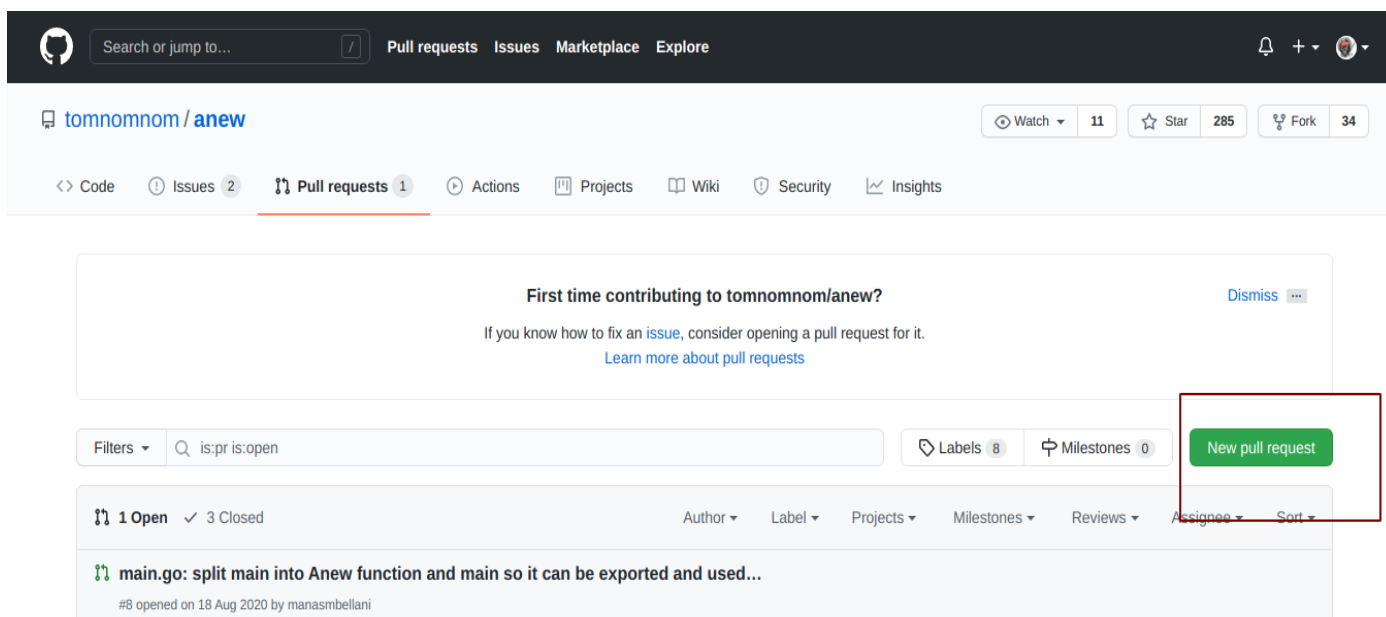 Search or jump to... / Pull requests Issues Marketplace Explore
tomnomnom / anew Watch 11 Star 285 Fork 34
<> Code Issues 2 Pull requests 1 Actions Projects Wiki Security Insights
First time contributing to tomnomnom/anew? Dismiss ...
If you know how to fix an issue, consider opening a pull request for it.
Learn more about pull requests
Filters is:pr is:open Labels 8 Milestones 0 New pull request
1 Open 3 Closed Author Label Projects Milestones Reviews Assignee Sort
main.go: split main into Anew function and main so it can be exported and used…
#8 opened on 18 Aug 2020 by manasmbellani